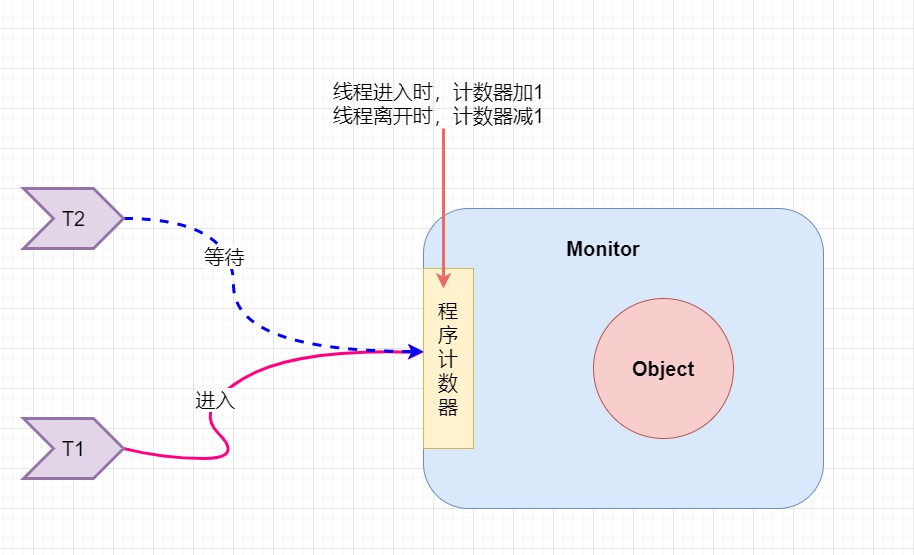 线程进入时，计数器加1
线程离开时，计数器减1
T2
等待
Monitor
程序计数器
Object
进入
T1